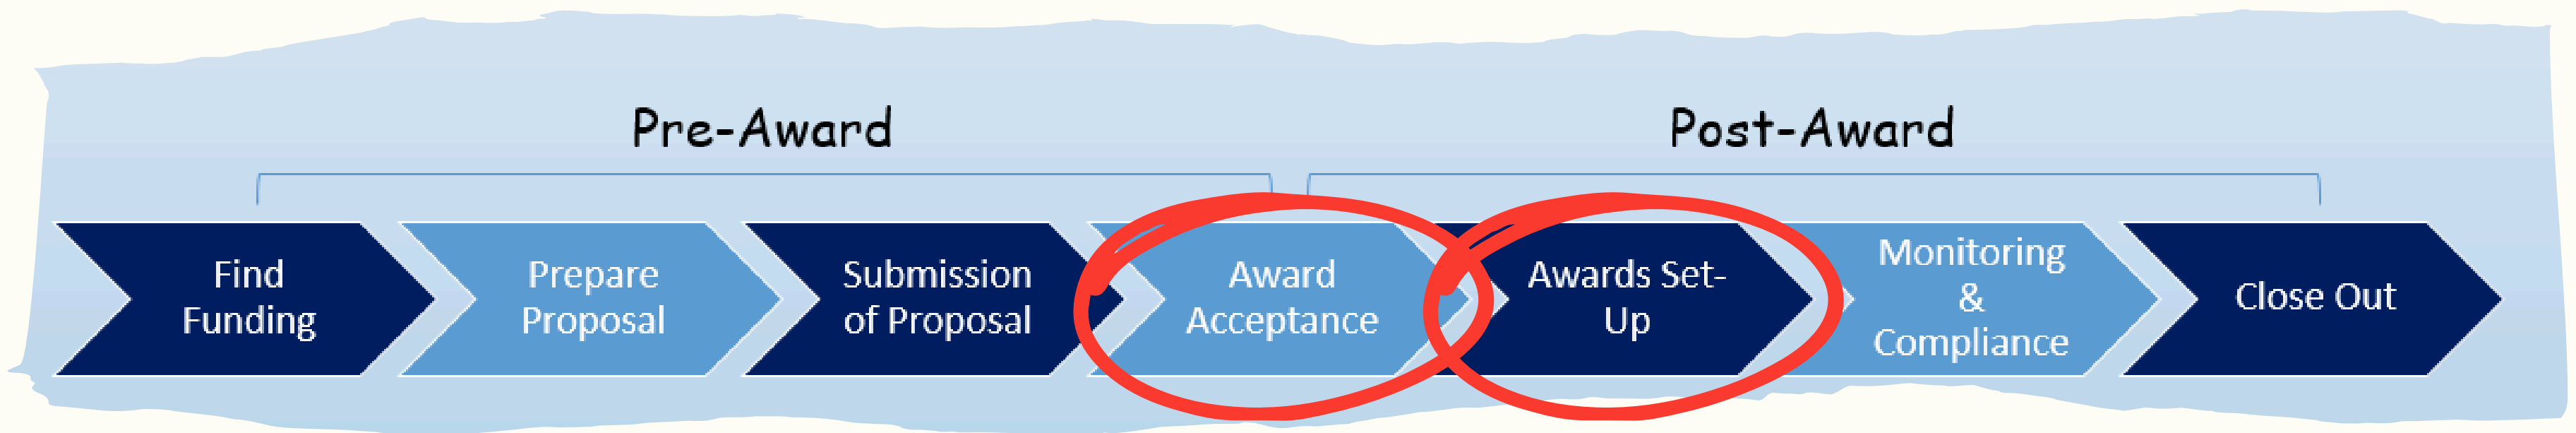 Pre-Award
Post-Award
Find
Funding
Prepare
Proposal
Submission
of Proposal
Award
Acceptance
Awards Set-
Up
Monitoring
&
Compliance
Close Out